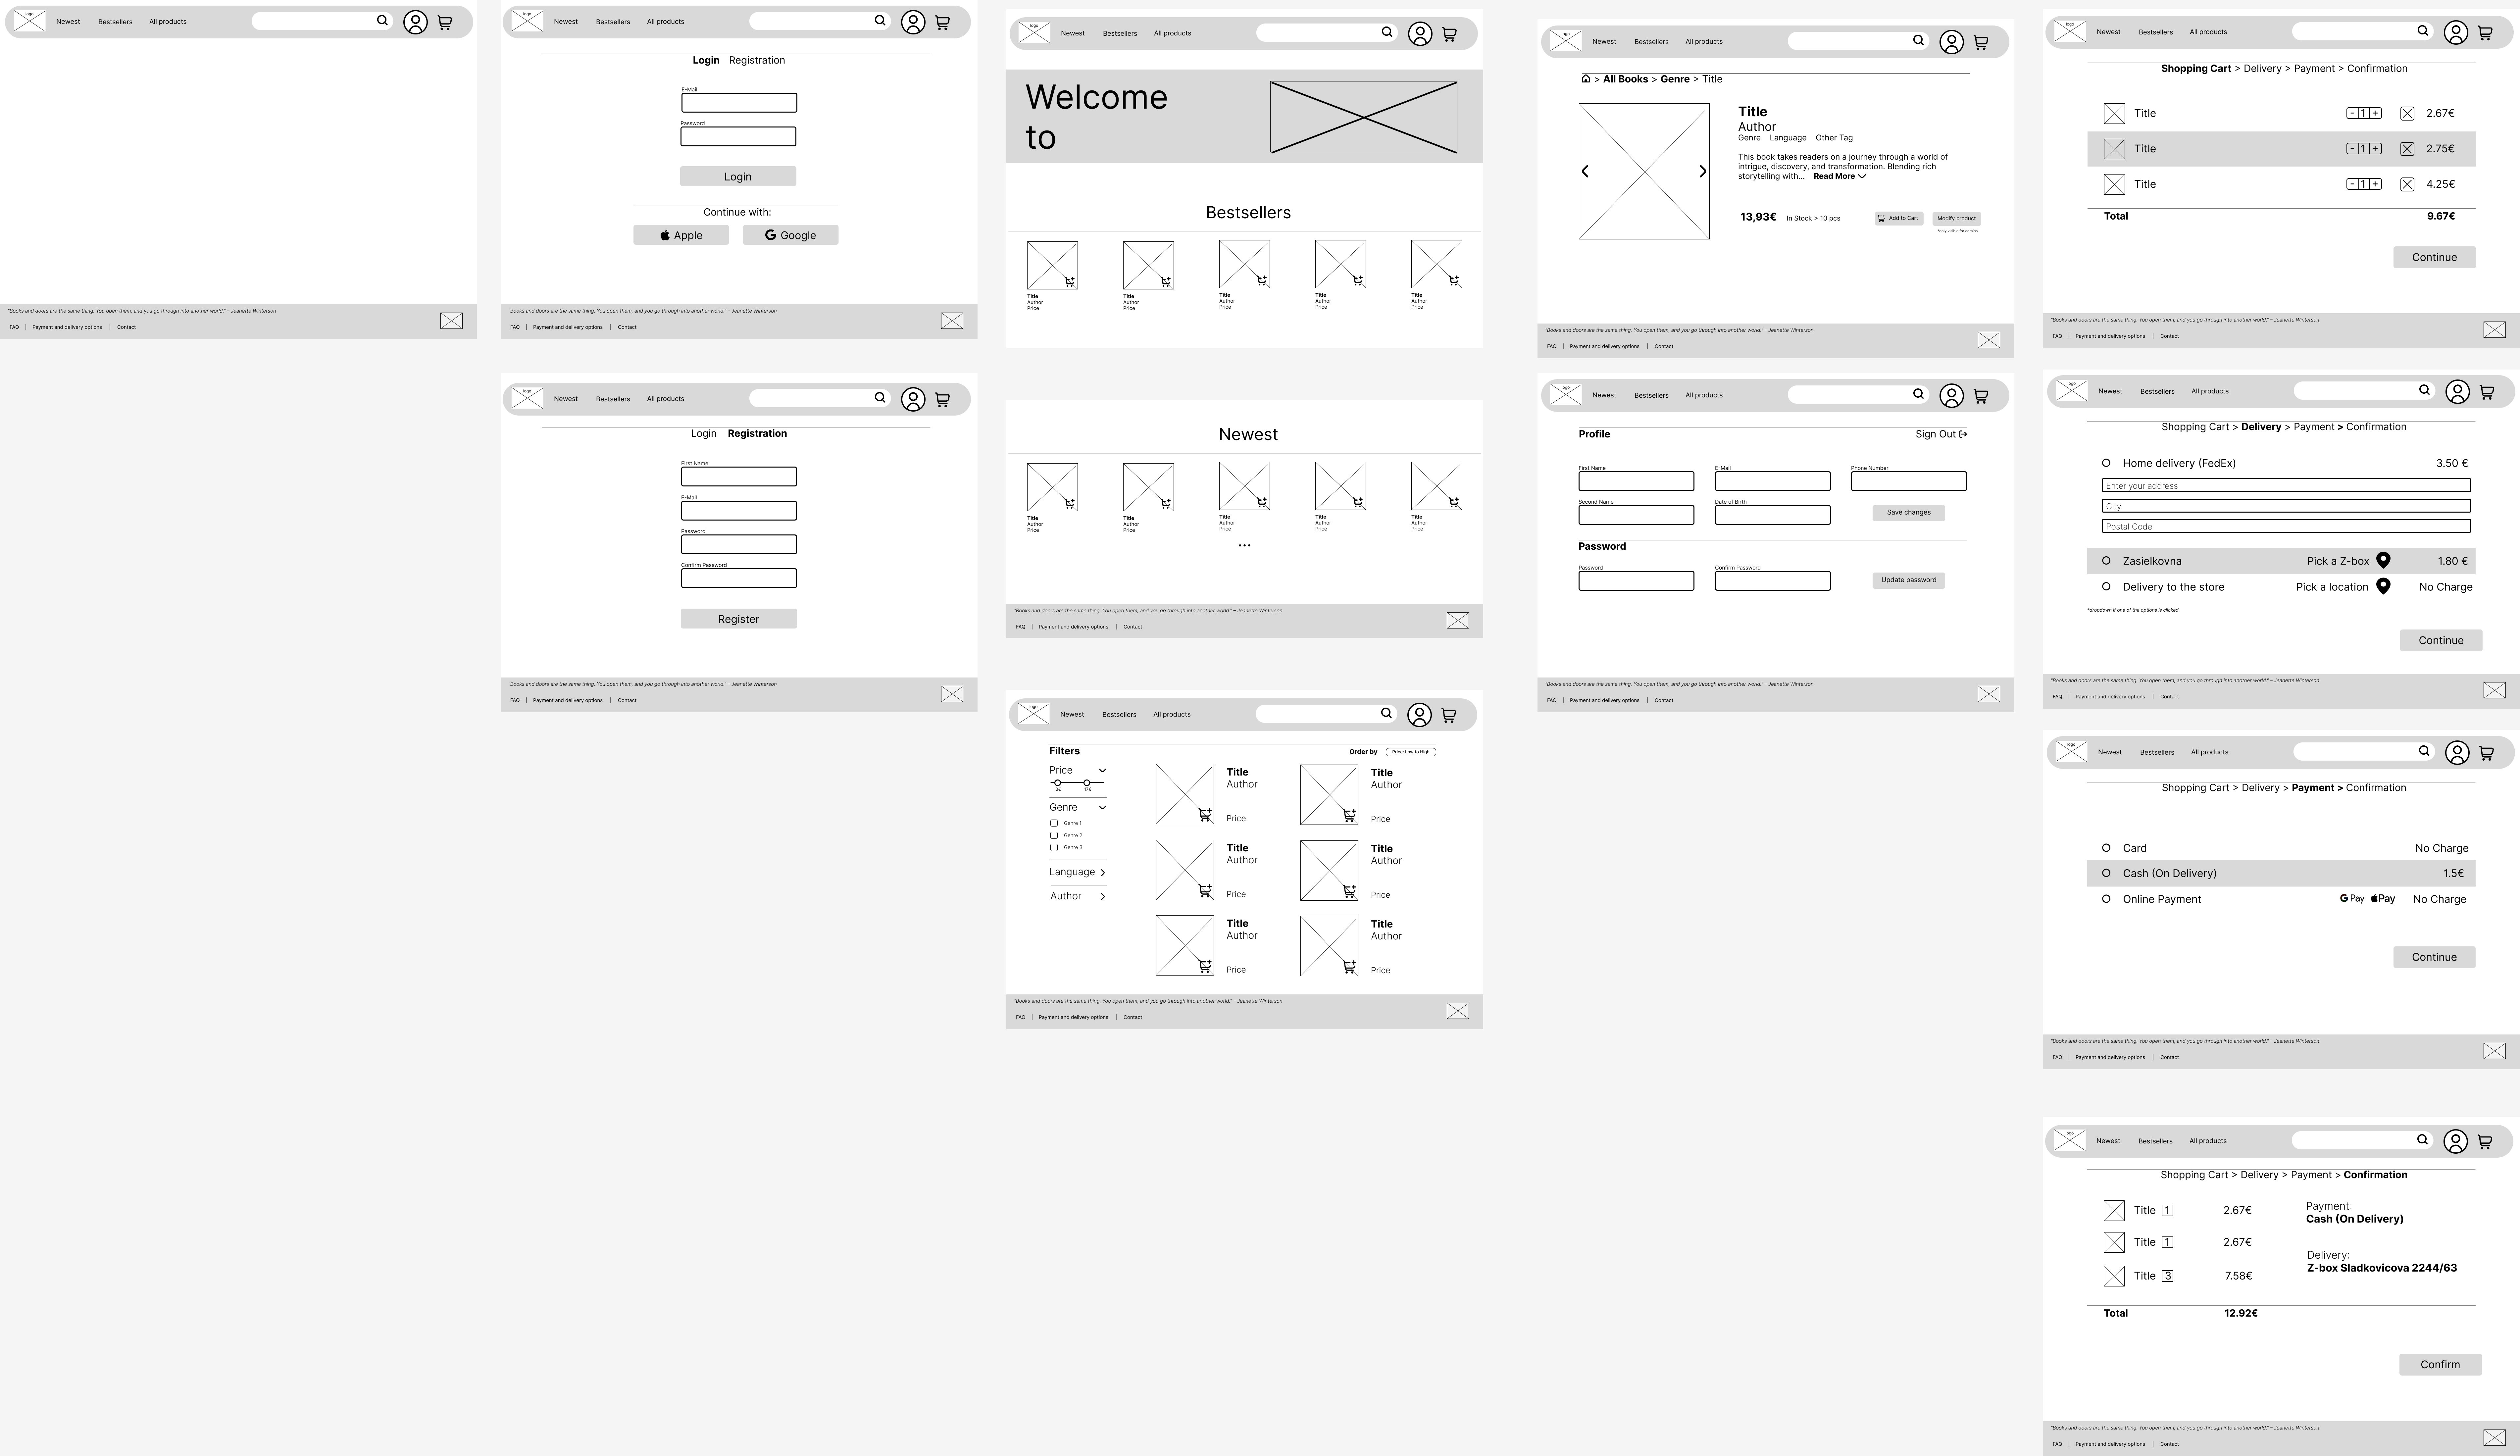 logo
Newest Bestsellers All products
"Books and doors are the same thing. You open them, and you go through into another world." – Jeanette Winterson
FAQ | Payment and delivery options | Contact
logo
Newest Bestsellers All products
Login Registration
E-Mail
Password
Login
Continue with:
Apple Google
"Books and doors are the same thing. You open them, and you go through into another world." – Jeanette Winterson
FAQ | Payment and delivery options | Contact
logo
Newest Bestsellers All products
Login Registration
First Name
E-Mail
Password
Confirm Password
Register
"Books and doors are the same thing. You open them, and you go through into another world." – Jeanette Winterson
FAQ | Payment and delivery options | Contact
logo
Newest Bestsellers All products
Welcome
to
Bestsellers
Title Title Title Title Title
Author Author Author Author Author
Price Price Price Price Price
Newest
Title Title Title Title Title
Author Author Author Author Author
Price Price Price Price Price
...
"Books and doors are the same thing. You open them, and you go through into another world." – Jeanette Winterson
FAQ | Payment and delivery options | Contact
logo
Newest Bestsellers All products
Filters Order by Price: Low to High
Price
3€ 17€
Genre
Genre 1
Genre 2
Genre 3
Language
Author
Title Title
Author Author
Price Price
Title Title
Author Author
Price Price
Title Title
Author Author
Price Price
"Books and doors are the same thing. You open them, and you go through into another world." – Jeanette Winterson
FAQ | Payment and delivery options | Contact
logo
Newest Bestsellers All products
> All Books > Genre > Title
Title
Author
Genre Language Other Tag
This book takes readers on a journey through a world of
intrigue, discovery, and transformation. Blending rich
storytelling with... Read More
13,93€ In Stock > 10 pcs Add to Cart Modify product
*only visible for admins
"Books and doors are the same thing. You open them, and you go through into another world." – Jeanette Winterson
FAQ | Payment and delivery options | Contact
logo
Newest Bestsellers All products
Profile Sign Out
First Name E-Mail Phone Number
Second Name Date of Birth
Save changes
Password
Password Confirm Password
Update password
"Books and doors are the same thing. You open them, and you go through into another world." – Jeanette Winterson
FAQ | Payment and delivery options | Contact
logo
Newest Bestsellers All products
Shopping Cart > Delivery > Payment > Confirmation
Title - 1 + 2.67€
Title - 1 + 2.75€
Title - 1 + 4.25€
Total 9.67€
Continue
"Books and doors are the same thing. You open them, and you go through into another world." – Jeanette Winterson
FAQ | Payment and delivery options | Contact
logo
Newest Bestsellers All products
Shopping Cart > Delivery > Payment > Confirmation
Home delivery (FedEx) 3.50 €
Enter your address
City
Postal Code
Zasielkovna Pick a Z-box 1.80 €
Delivery to the store Pick a location No Charge
*dropdown if one of the options is clicked
Continue
"Books and doors are the same thing. You open them, and you go through into another world." – Jeanette Winterson
FAQ | Payment and delivery options | Contact
logo
Newest Bestsellers All products
Shopping Cart > Delivery > Payment > Confirmation
Card No Charge
Cash (On Delivery) 1.5€
Online Payment G Pay Pay No Charge
Continue
"Books and doors are the same thing. You open them, and you go through into another world." – Jeanette Winterson
FAQ | Payment and delivery options | Contact
logo
Newest Bestsellers All products
Shopping Cart > Delivery > Payment > Confirmation
Title 1 2.67€
Title 1 2.67€
Title 3 7.58€
Payment
Cash (On Delivery)
Delivery:
Z-box Sladkovicova 2244/63
Total 12.92€
Confirm
"Books and doors are the same thing. You open them, and you go through into another world." – Jeanette Winterson
FAQ | Payment and delivery options | Contact